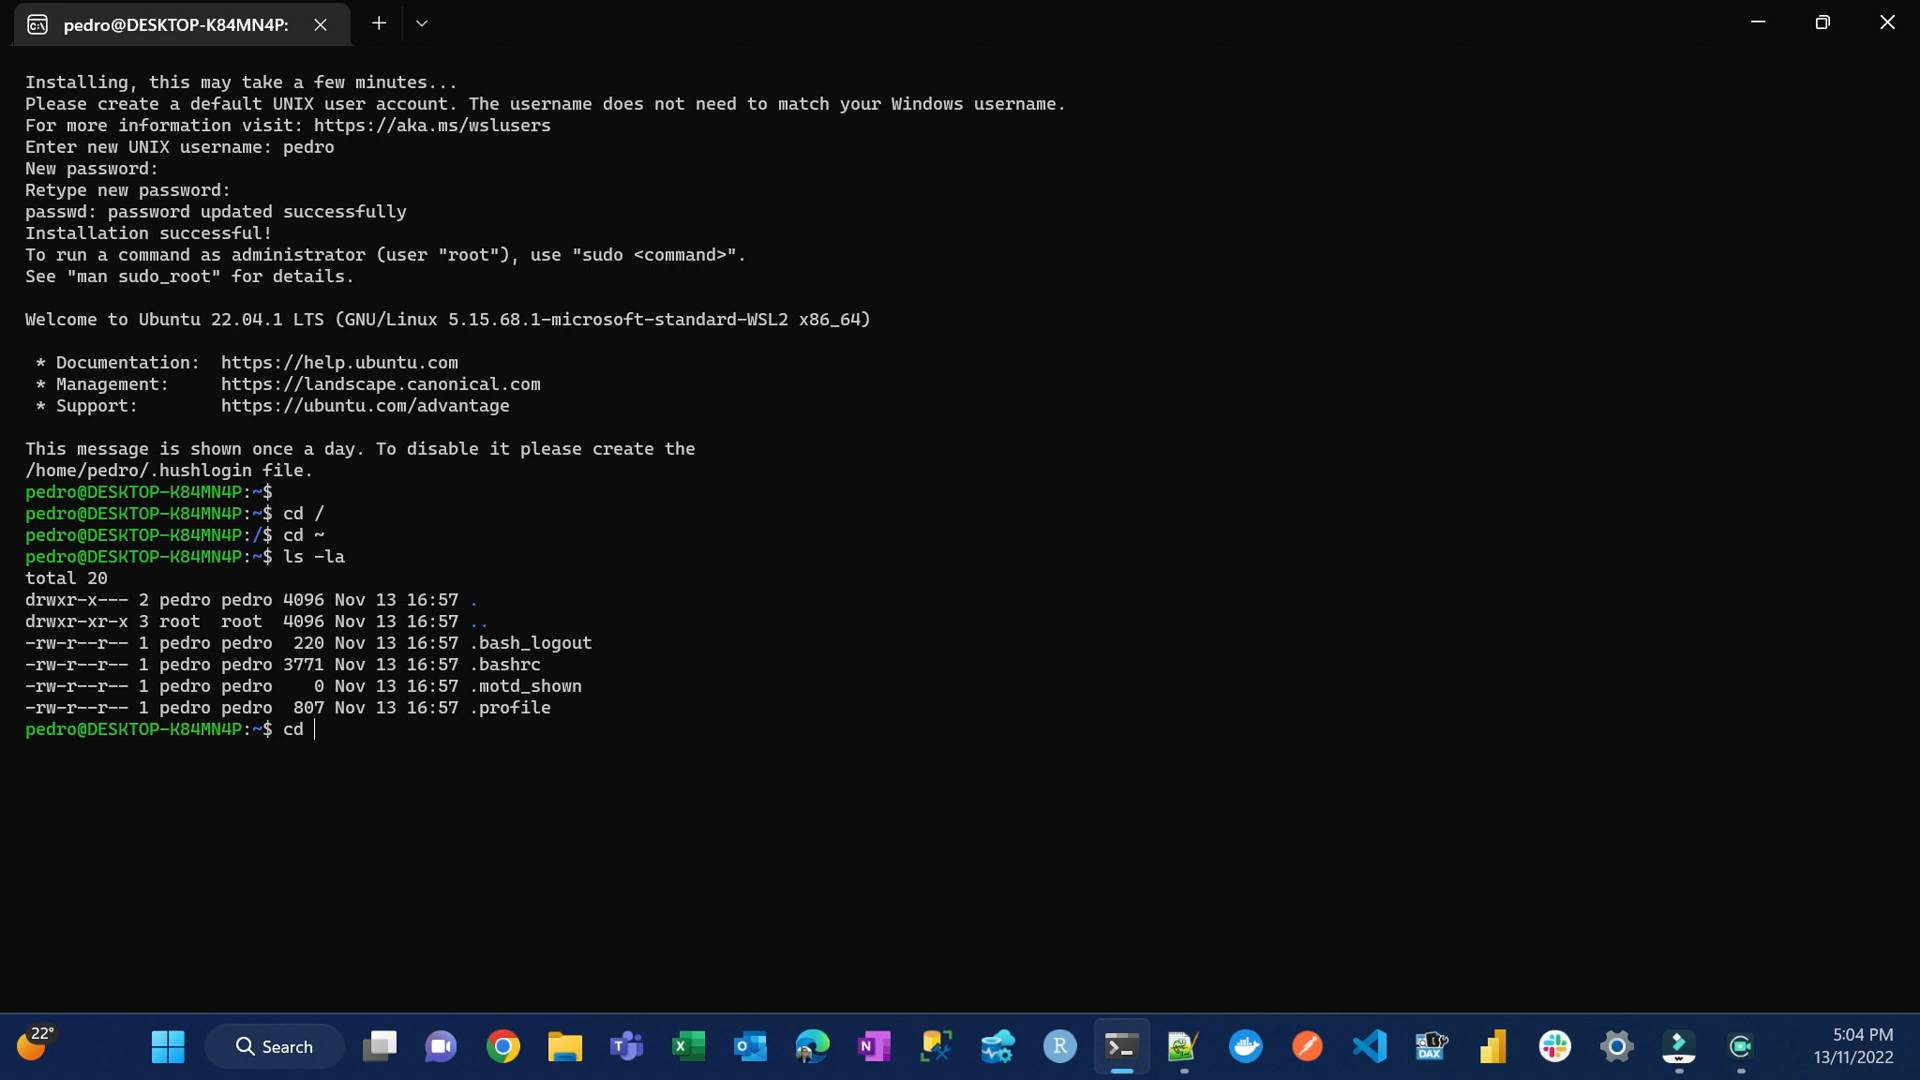 pedro@DESKTOP-K84MN4P:
Installing, this may take a few minutes...
Please create a default UNIX user account. The username does not need to match your Windows username.
For more information visit: https://aka.ms/wslusers
Enter new UNIX username: pedro
New password:
Retype new password:
passwd: password updated successfully
Installation successful!
To run a command as administrator (user "root"), use "sudo <command>".
See "man sudo_root" for details.
Welcome to Ubuntu 22.04.1 LTS (GNU/Linux 5.15.68.1-microsoft-standard-WSL2 x86_64)
* Documentation:  https://help.ubuntu.com
* Management:     https://landscape.canonical.com
* Support:        https://ubuntu.com/advantage
This message is shown once a day. To disable it please create the
/home/pedro/.hushlogin file.
pedro@DESKTOP-K84MN4P:~$
pedro@DESKTOP-K84MN4P:~$ cd /
pedro@DESKTOP-K84MN4P:/$ cd ~
pedro@DESKTOP-K84MN4P:~$ ls -la
total 20
drwxr-x--- 2 pedro pedro 4096 Nov 13 16:57 .
drwxr-xr-x 3 root  root  4096 Nov 13 16:57 ..
-rw-r--r-- 1 pedro pedro  220 Nov 13 16:57 .bash_logout
-rw-r--r-- 1 pedro pedro 3771 Nov 13 16:57 .bashrc
-rw-r--r-- 1 pedro pedro    0 Nov 13 16:57 .motd_shown
-rw-r--r-- 1 pedro pedro  807 Nov 13 16:57 .profile
pedro@DESKTOP-K84MN4P:~$ cd
22°
Search
DAX
5:04 PM
13/11/2022